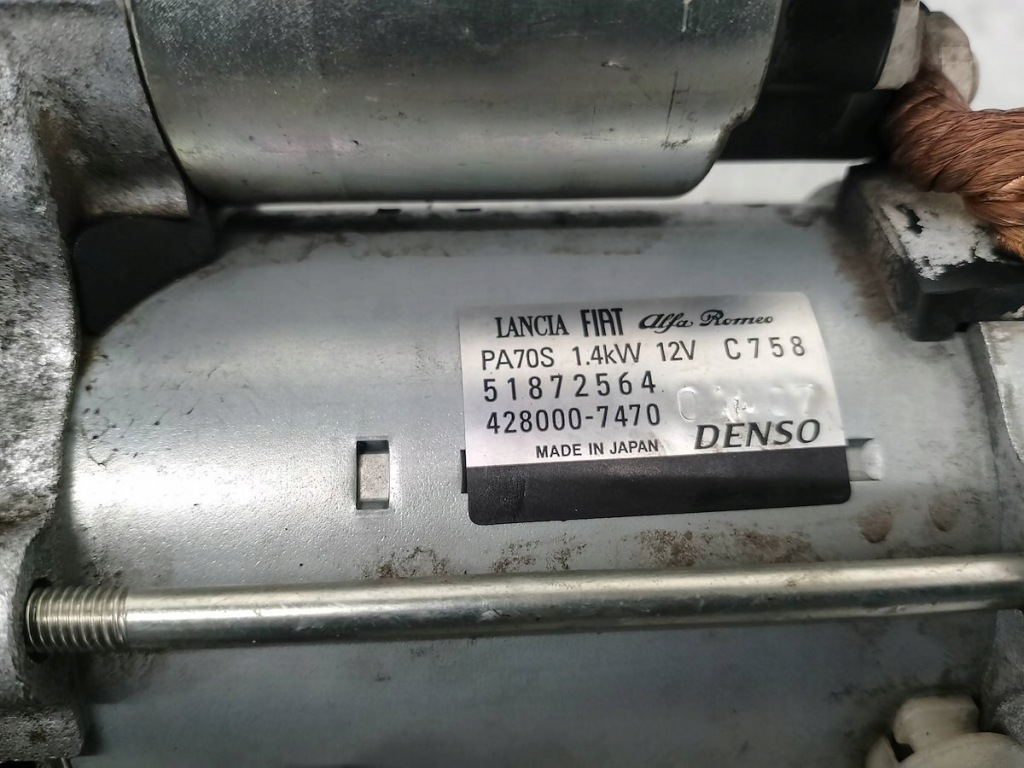 LANCIA FIAT Alfa Romeo
PA70S 1.4kW 12V C758
51872564
428000-7470
MADE IN JAPAN DENSO